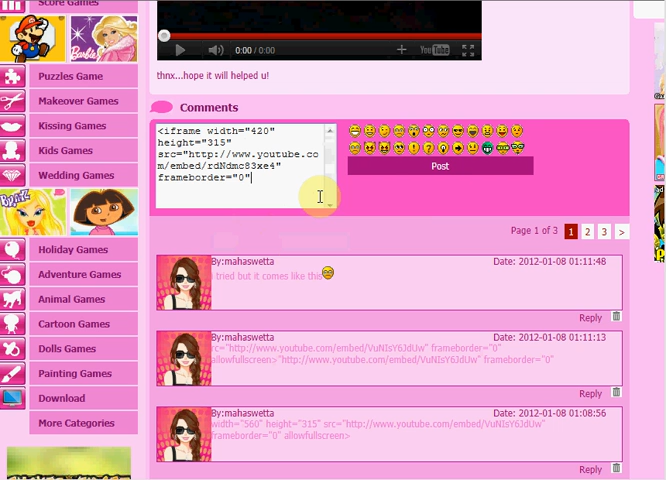 Score Games
Barbie
Puzzles Game
Makeover Games
Kissing Games
Kids Games
Wedding Games
BRATZ
Holiday Games
Adventure Games
Animal Games
Cartoon Games
Dolls Games
Painting Games
Download
More Categories
0:00 / 0:00
YouTube
thnx...hope it will helped u!
Comments
<iframe width="420"
height="315"
src="http://www.youtube.co
m/embed/rdNdmc83xe4"
frameborder="0"
Post
Page 1 of 3 1 2 3 >
By:mahaswetta Date: 2012-01-08 01:11:48
i tried but it comes like this
Reply
By:mahaswetta Date: 2012-01-08 01:11:13
src="http://www.youtube.com/embed/VuNIsY6JdUw" frameborder="0"
allowfullscreen>"http://www.youtube.com/embed/VuNIsY6JdUw" frameborder="0"
Reply
By:mahaswetta Date: 2012-01-08 01:08:56
width="560" height="315" src="http://www.youtube.com/embed/VuNIsY6JdUw"
frameborder="0" allowfullscreen>
Reply